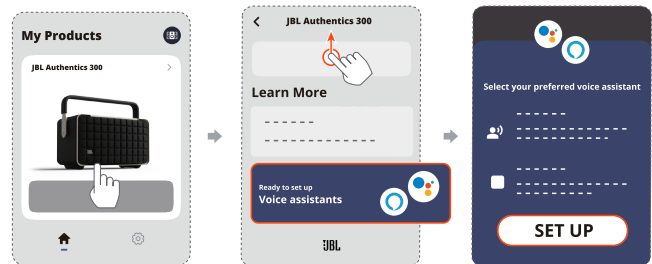 My Products
JBL Authentics 300
JBL
JBL Authentics 300
Learn More
Ready to set up
Voice assistants
JBL
Select your preferred voice assistant
SET UP